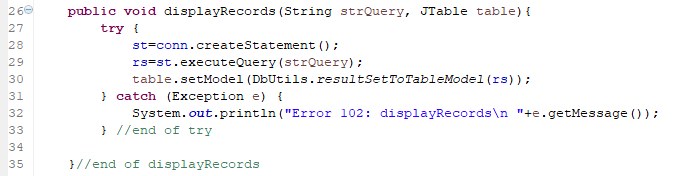 26 public void displayRecords(String strQuery, JTable table){
27 try {
28 st=conn.createStatement();
29 rs=st.executeQuery(strQuery);
30 table.setModel(DbUtils.resultSetToTableModel(rs));
31 } catch (Exception e) {
32 System.out.println("Error 102: displayRecords\n "+e.getMessage());
33 } //end of try
34
35 }//end of displayRecords